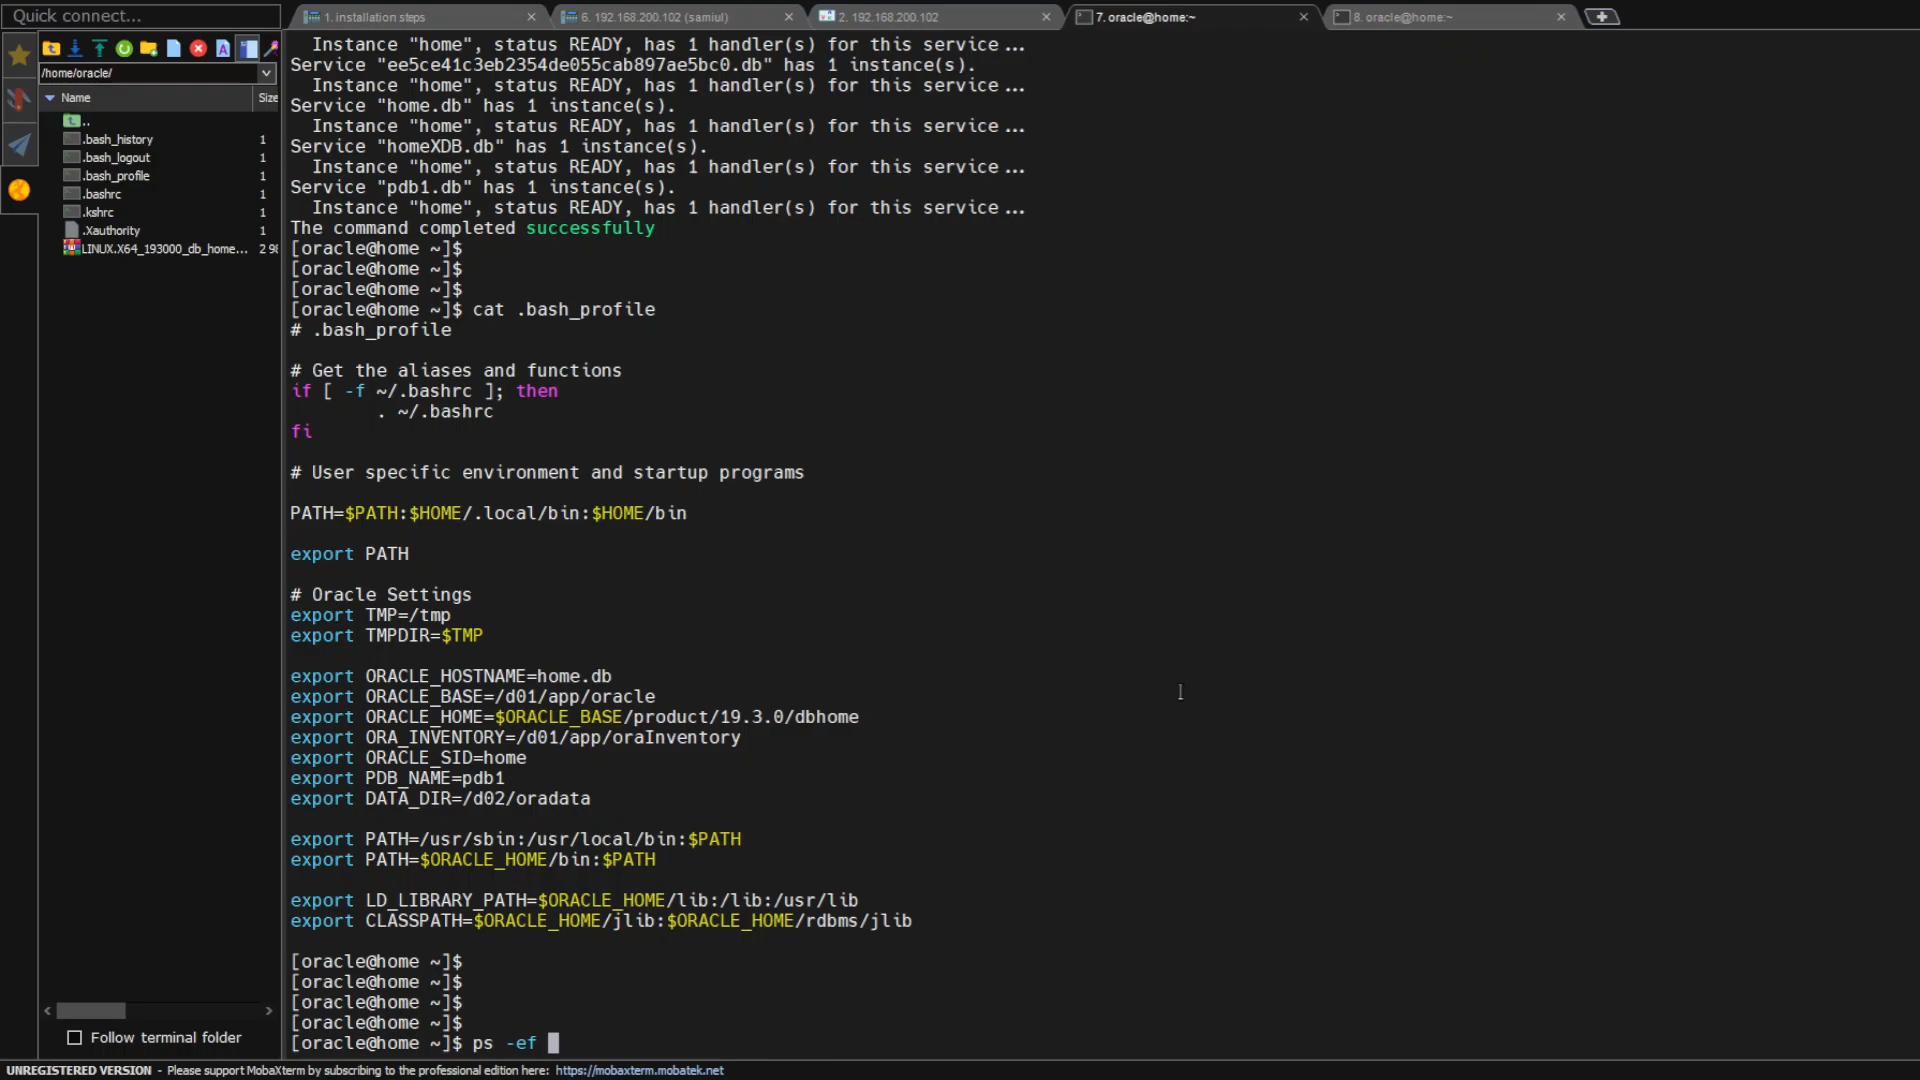 Quick connect...
1. installation steps
6. 192.168.200.102 (samiul)
2. 192.168.200.102
7. oracle@home:~
8. oracle@home:~
/home/oracle/
Name
Size
..
.bash_history 1
.bash_logout 1
.bash_profile 1
.bashrc 1
.kshrc 1
.Xauthority 1
LINUX.X64_193000_db_home... 2 98
Follow terminal folder
Instance "home", status READY, has 1 handler(s) for this service...
Service "ee5ce41c3eb2354de055cab897ae5bc0.db" has 1 instance(s).
Instance "home", status READY, has 1 handler(s) for this service...
Service "home.db" has 1 instance(s).
Instance "home", status READY, has 1 handler(s) for this service...
Service "homeXDB.db" has 1 instance(s).
Instance "home", status READY, has 1 handler(s) for this service...
Service "pdb1.db" has 1 instance(s).
Instance "home", status READY, has 1 handler(s) for this service...
The command completed successfully
[oracle@home ~]$
[oracle@home ~]$
[oracle@home ~]$
[oracle@home ~]$ cat .bash_profile
# .bash_profile
# Get the aliases and functions
if [ -f ~/.bashrc ]; then
. ~/.bashrc
fi
# User specific environment and startup programs
PATH=$PATH:$HOME/.local/bin:$HOME/bin
export PATH
# Oracle Settings
export TMP=/tmp
export TMPDIR=$TMP
export ORACLE_HOSTNAME=home.db
export ORACLE_BASE=/d01/app/oracle
export ORACLE_HOME=$ORACLE_BASE/product/19.3.0/dbhome
export ORA_INVENTORY=/d01/app/oraInventory
export ORACLE_SID=home
export PDB_NAME=pdb1
export DATA_DIR=/d02/oradata
export PATH=/usr/sbin:/usr/local/bin:$PATH
export PATH=$ORACLE_HOME/bin:$PATH
export LD_LIBRARY_PATH=$ORACLE_HOME/lib:/lib:/usr/lib
export CLASSPATH=$ORACLE_HOME/jlib:$ORACLE_HOME/rdbms/jlib
[oracle@home ~]$
[oracle@home ~]$
[oracle@home ~]$
[oracle@home ~]$
[oracle@home ~]$ ps -ef
UNREGISTERED VERSION - Please support MobaXterm by subscribing to the professional edition here: https://mobaxterm.mobatek.net